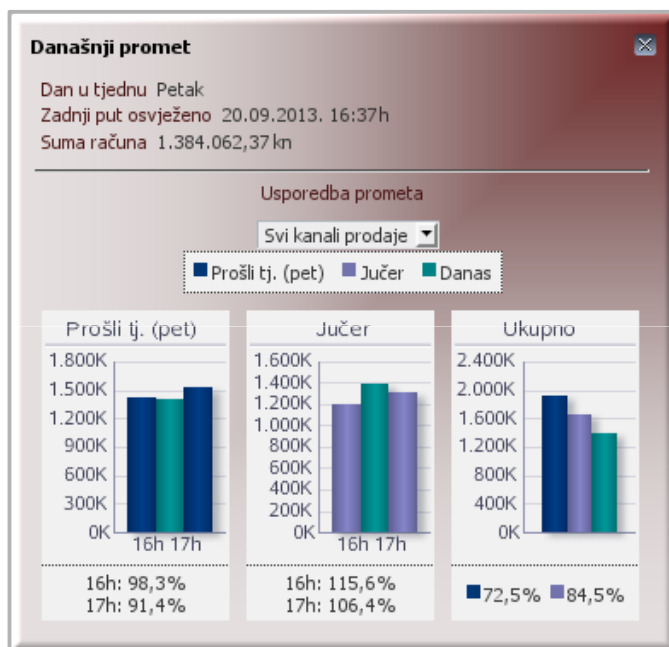 Današnji promet
Dan u tjednu Petak
Zadnji put osvježeno 20.09.2013. 16:37h
Suma računa 1.384.062,37 kn
Usporedba prometa
Svi kanali prodaje
Prošli tj. (pet) Jučer Danas
Prošli tj. (pet)
1.800K
1.500K
1.200K
900K
600K
300K
0K
16h 17h
16h: 98,3%
17h: 91,4%
Jučer
1.600K
1.400K
1.200K
1.000K
800K
600K
400K
200K
0K
16h 17h
16h: 115,6%
17h: 106,4%
Ukupno
2.400K
2.000K
1.600K
1.200K
800K
400K
0K
72,5% 84,5%